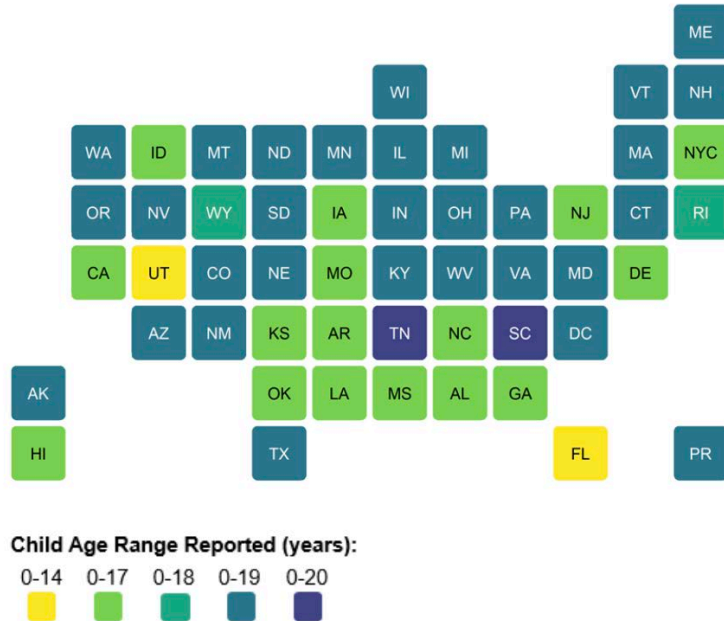 ME
WI VT NH
WA ID MT ND MN IL MI MA NYC
OR NV WY SD IA IN OH PA NJ CT RI
CA UT CO NE MO KY WV VA MD DE
AZ NM KS AR TN NC SC DC
AK OK LA MS AL GA
HI TX FL PR
Child Age Range Reported (years):
0-14 0-17 0-18 0-19 0-20